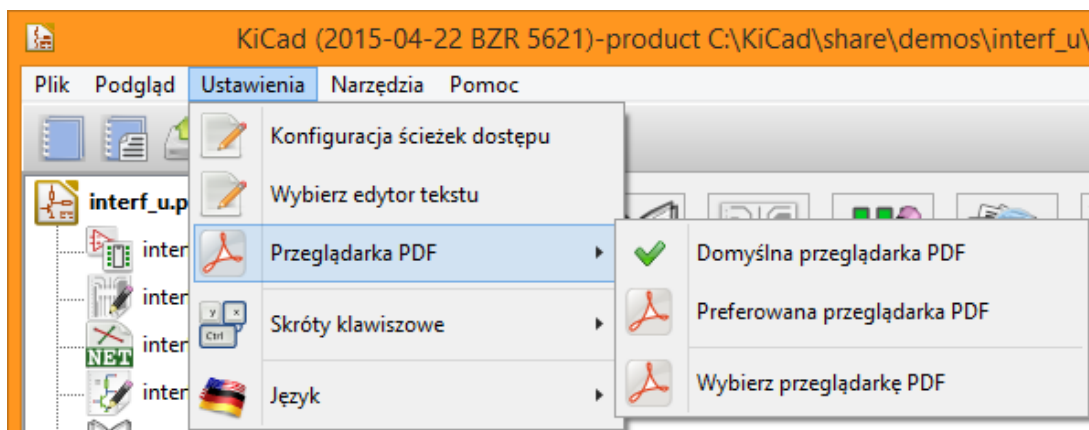 KiCad (2015-04-22 BZR 5621)-product C:\KiCad\share\demos\interf_u\
Plik Podgląd Ustawienia Narzędzia Pomoc
Konfiguracja ścieżek dostępu
Wybierz edytor tekstu
Przeglądarka PDF
Skróty klawiszowe
Język
Domyślna przeglądarka PDF
Preferowana przeglądarka PDF
Wybierz przeglądarkę PDF
interf_u.p
inter
inter
inter
inter
NET
y x
Ctrl